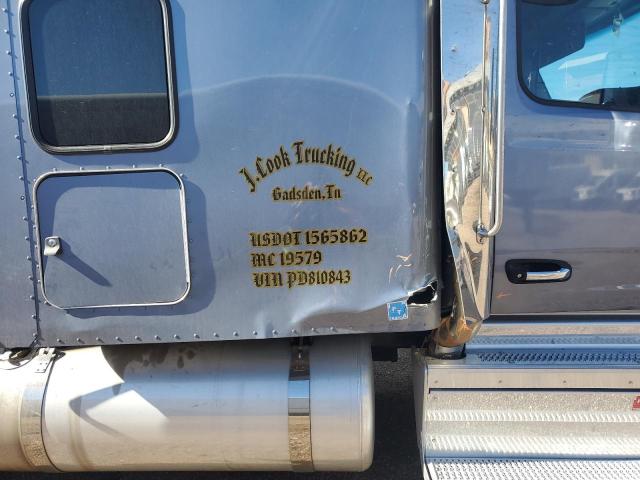 J. Cook Trucking LLC
Gadsden, Tn
USDOT 1565862
MC 19579
VIN PD810843